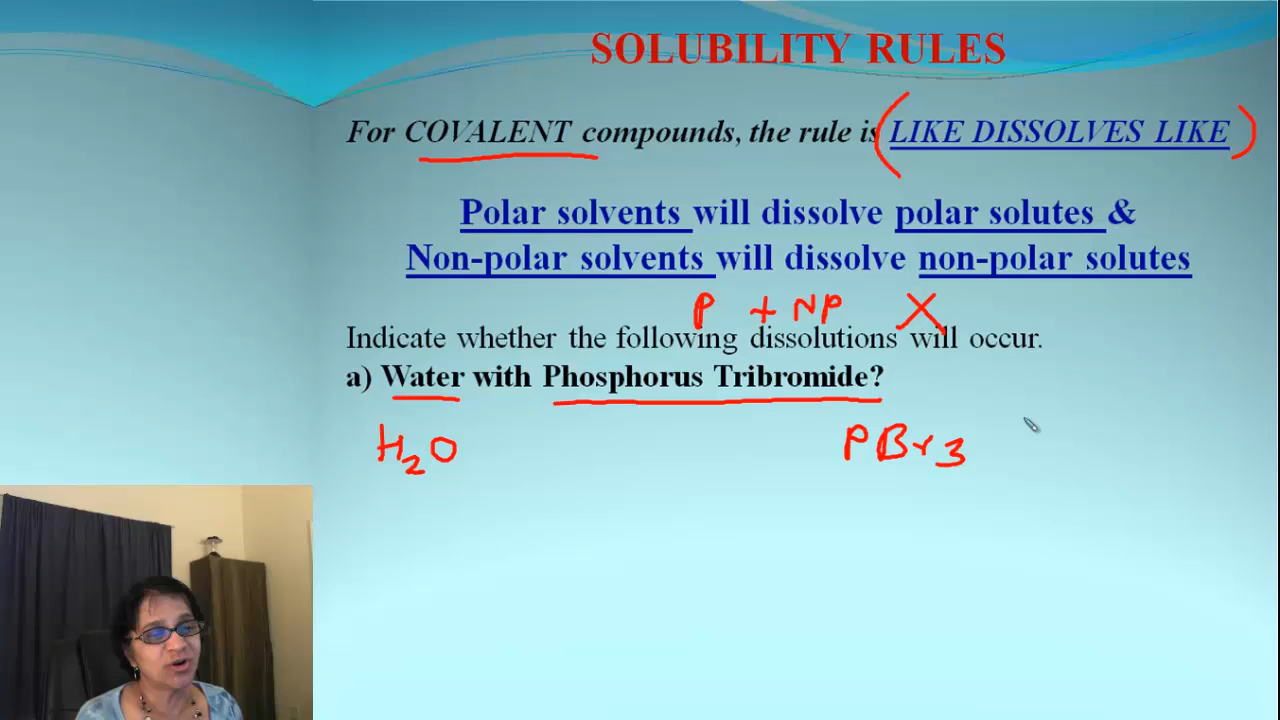 SOLUBILITY RULES
For COVALENT compounds, the rule is LIKE DISSOLVES LIKE
Polar solvents will dissolve polar solutes &
Non-polar solvents will dissolve non-polar solutes
P + NP X
Indicate whether the following dissolutions will occur.
a) Water with Phosphorus Tribromide?
H2O PBr3